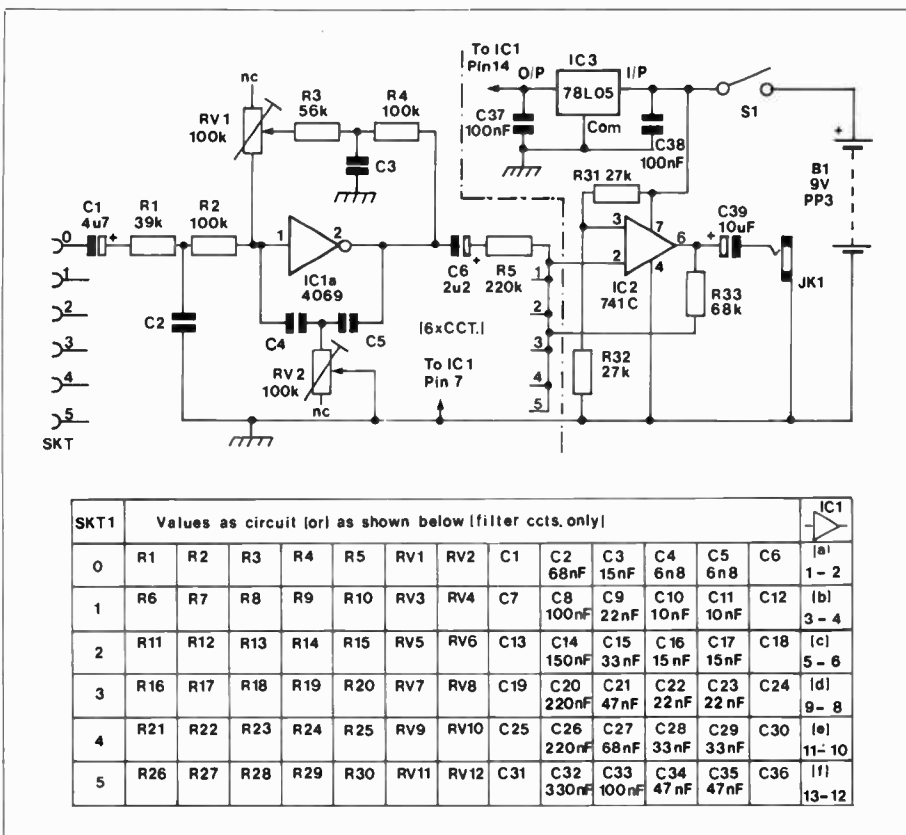 To IC1
Pin 14
O/P
IC3
78L05
I/P
Com
C37
100nF
C38
100nF
S1
+
B1
9V
PP3
nc
RV1
100k
R3
56k
R4
100k
C3
C1
4u7
+
R1
39k
R2
100k
1
2
IC1a
4069
C2
C4
C5
RV2
100k
nc
C6
2u2
+
R5
220k
(6xCCT.)
To IC1
Pin 7
0
1
2
3
4
5
SKT
1
2
3
4
5
R31 27k
3
2
7
6
4
IC2
741C
R32
27k
R33
68k
+
C39
10uF
JK1
SKT1 Values as circuit (or) as shown below (filter ccts. only) IC1
0 R1 R2 R3 R4 R5 RV1 RV2 C1 C2 C3 C4 C5 C6 (a)
68nF 15nF 6n8 6n8 1-2
1 R6 R7 R8 R9 R10 RV3 RV4 C7 C8 C9 C10 C11 C12 (b)
100nF 22nF 10nF 10nF 3-4
2 R11 R12 R13 R14 R15 RV5 RV6 C13 C14 C15 C16 C17 C18 (c)
150nF 33nF 15nF 15nF 5-6
3 R16 R17 R18 R19 R20 RV7 RV8 C19 C20 C21 C22 C23 C24 (d)
220nF 47nF 22nF 22nF 9-8
4 R21 R22 R23 R24 R25 RV9 RV10 C25 C26 C27 C28 C29 C30 (e)
220nF 68nF 33nF 33nF 11-10
5 R26 R27 R28 R29 R30 RV11 RV12 C31 C32 C33 C34 C35 C36 (f)
330nF 100nF 47nF 47nF 13-12